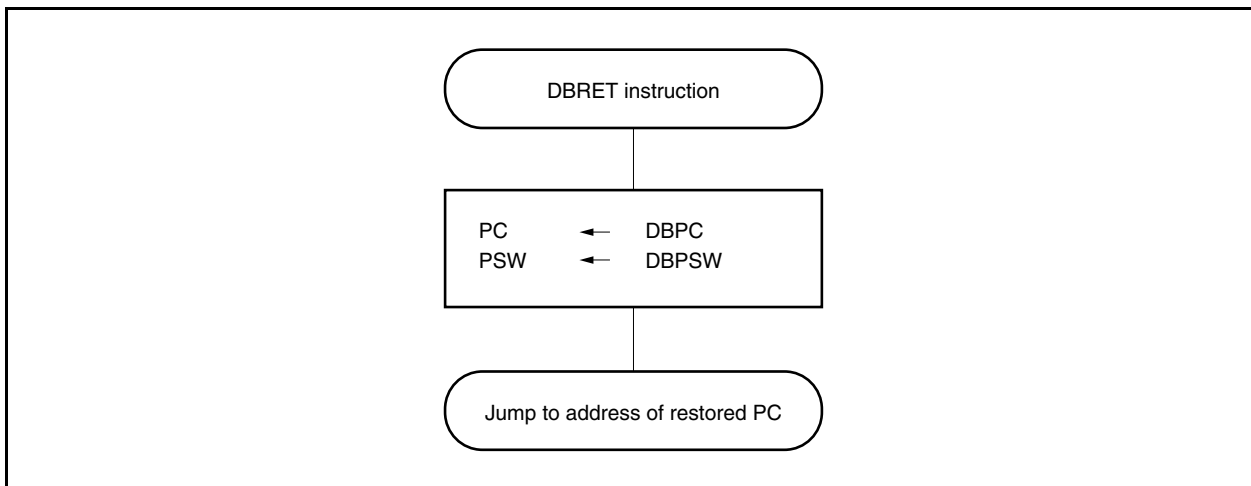 DBRET instruction
PC ← DBPC
PSW ← DBPSW
Jump to address of restored PC